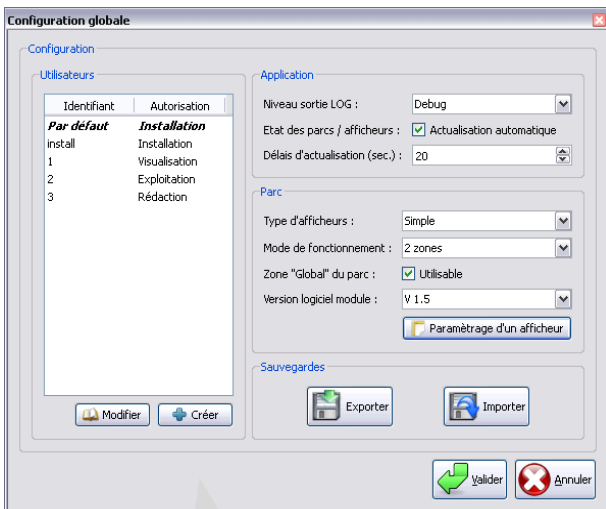 Configuration globale
Configuration
Utilisateurs
Identifiant Autorisation
Par défaut Installation
install Installation
1 Visualisation
2 Exploitation
3 Rédaction
Modifier Créer
Application
Niveau sortie LOG : Debug
Etat des parcs / afficheurs : Actualisation automatique
Délais d'actualisation (sec.) : 20
Parc
Type d'afficheurs : Simple
Mode de fonctionnement : 2 zones
Zone "Global" du parc : Utilisable
Version logiciel module : V 1.5
Paramètrage d'un afficheur
Sauvegardes
Exporter Importer
Valider Annuler